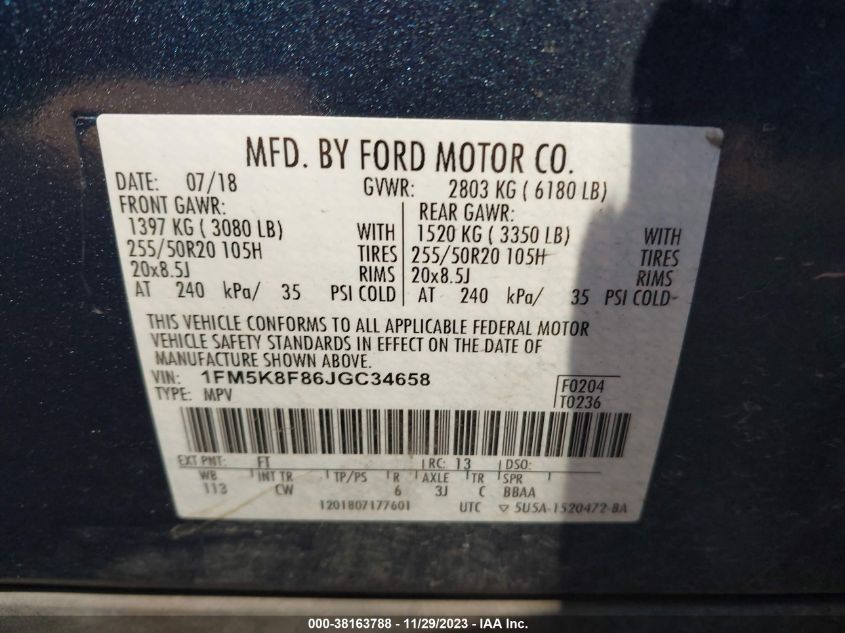 MFD. BY FORD MOTOR CO.
DATE: 07/18 GVWR: 2803 KG ( 6180 LB)
FRONT GAWR: REAR GAWR:
1397 KG ( 3080 LB) WITH 1520 KG ( 3350 LB) WITH
255/50R20 105H TIRES 255/50R20 105H TIRES
20x8.5J RIMS 20x8.5J RIMS
AT 240 kPa/ 35 PSI COLD AT 240 kPa/ 35 PSI COLD
THIS VEHICLE CONFORMS TO ALL APPLICABLE FEDERAL MOTOR
VEHICLE SAFETY STANDARDS IN EFFECT ON THE DATE OF
MANUFACTURE SHOWN ABOVE.
VIN: 1FM5K8F86JGC34658 F0204
TYPE: MPV T0236
EXT PNT: FT RC: 13 DSO:
WB INT TR TP/PS R AXLE TR SPR
113 CW 6 3J C BBAA
1201807177601 UTC ▽ 5U5A-1520472-BA
000-38163788 - 11/29/2023 - IAA Inc.